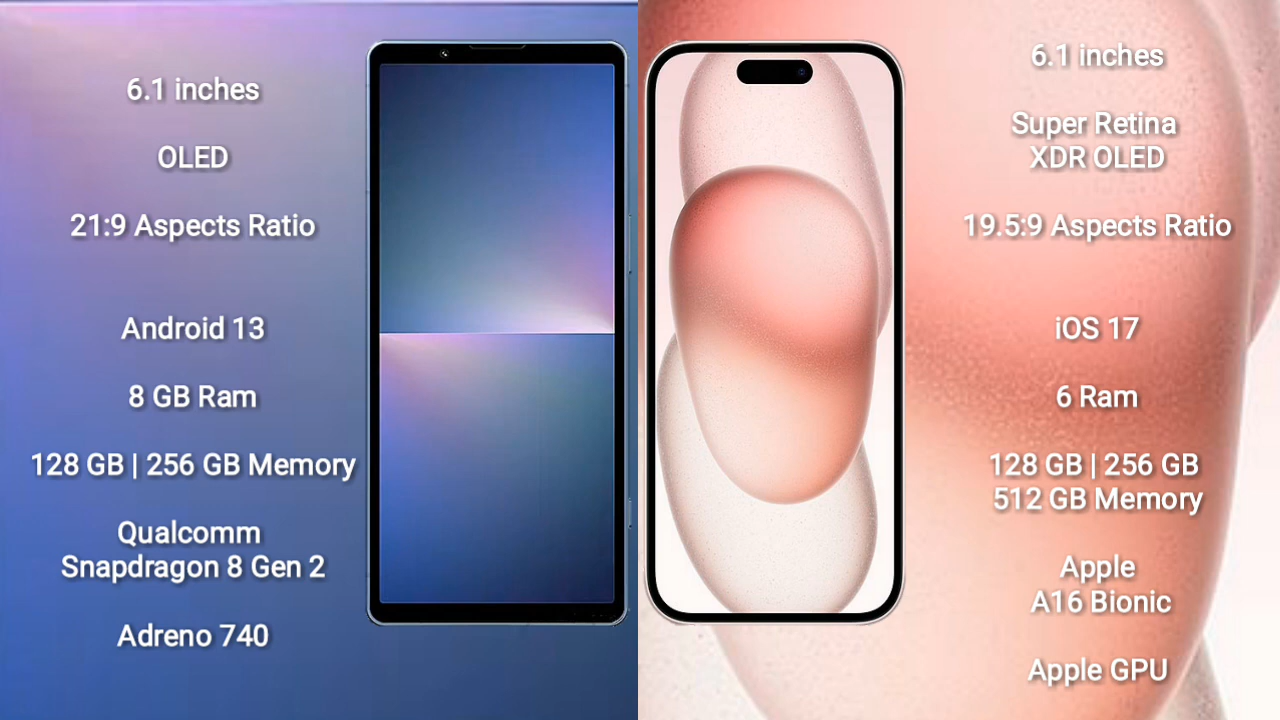 6.1 inches
OLED
21:9 Aspects Ratio
Android 13
8 GB Ram
128 GB | 256 GB Memory
Qualcomm
Snapdragon 8 Gen 2
Adreno 740
6.1 inches
Super Retina
XDR OLED
19.5:9 Aspects Ratio
iOS 17
6 Ram
128 GB | 256 GB
512 GB Memory
Apple
A16 Bionic
Apple GPU